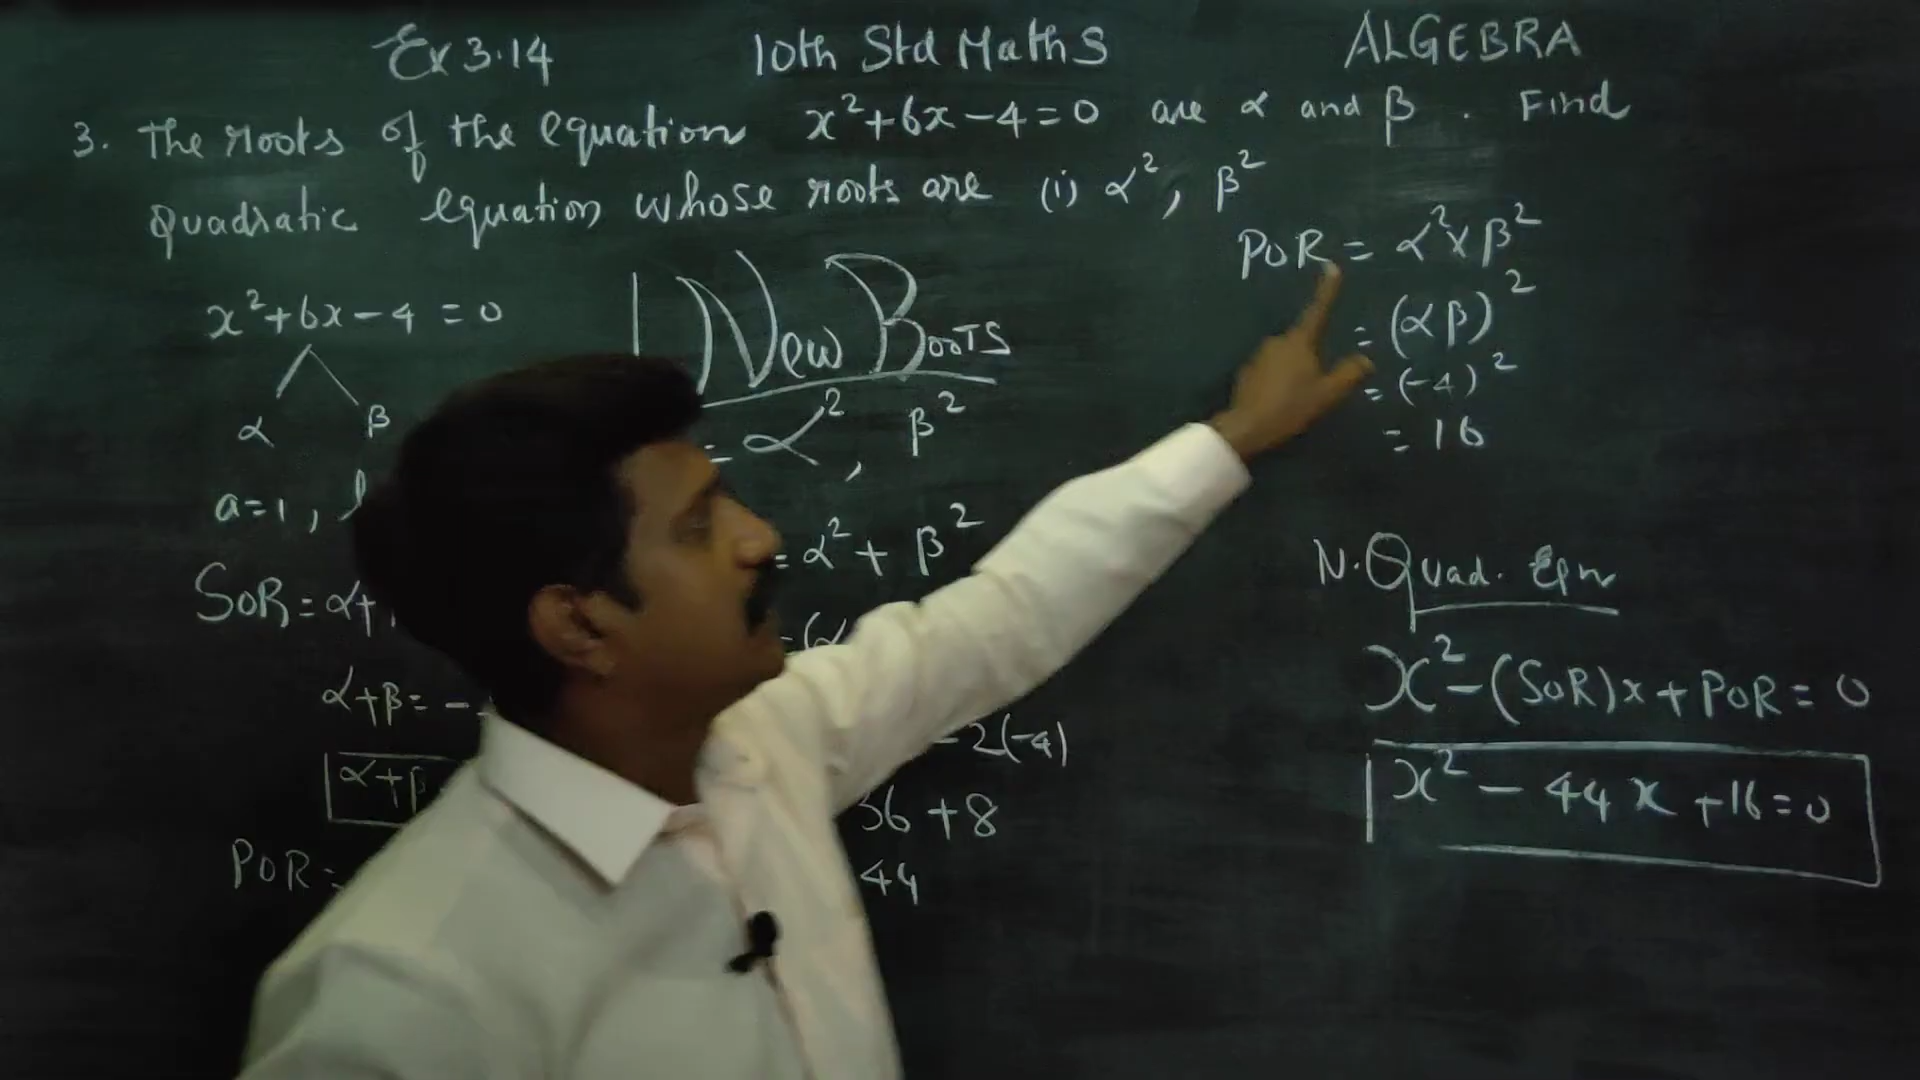 Ex 3.14 10th Std Maths ALGEBRA
3. The roots of the equation x²+6x-4=0 are α and β. Find
quadratic equation whose roots are (i) α², β²
x²+6x-4=0
α β
a=1,
SOR=α+
α+β=-
α+β
POR=
New Roots
=α², β²
=α²+β²
=(α
-2(-4)
36+8
44
POR=α²xβ²
=(αβ)²
=(-4)²
=16
N.Quad. Eqn
x²-(SOR)x+POR=0
x²-44x+16=0